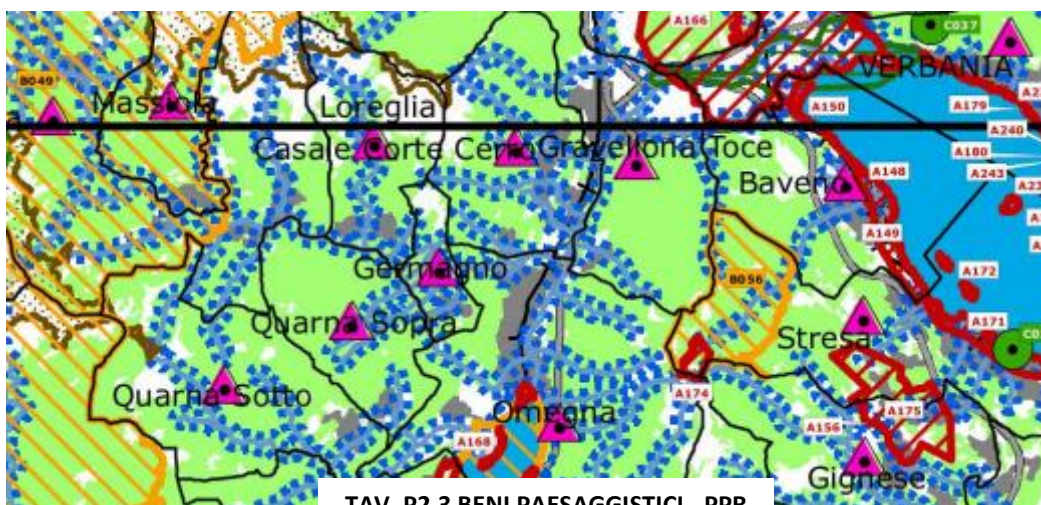 A166
C037
VERBANIA
B049
Massiola
Loreglia
A150
A179
A240
Casale Corte Cerro
Gravellona Toce
A180
A243
Baveno
A148
A149
Germagno
B056
A172
Quarna Sopra
A171
Stresa
Quarna Sotto
A174
Omegna
A168
A156
A175
Gignese
TAV. P2.3 BENI PAESAGGISTICI - PPR